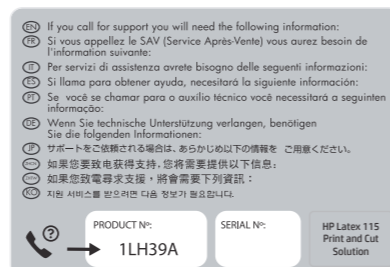 EN If you call for support you will need the following information:
FR Si vous appellez le SAV (Service Après-Vente) vous aurez besoin de
l'information suivante:
IT Per servizi di assistenza avrete bisogno delle seguenti informazioni:
ES Si llama para obtener ayuda, necesitará la siguiente información:
PT Se você se chamar para o auxilio técnico você necessitará a seguinten
informação:
DE Wenn Sie technische Unterstützung verlangen, benötigen
Sie die folgenden Informationen:
JP サポートをご依頼される場合は、あらかじめ以下の情報を ご用意ください。
如果您要致电获得支持，您将需要提供以下信息：
如果您致電尋求支援，將會需要下列資訊：
KO 지원 서비스를 받으려면 다음 정보가 필요합니다.
?
PRODUCT Nº:
1LH39A
SERIAL Nº:
HP Latex 115
Print and Cut
Solution